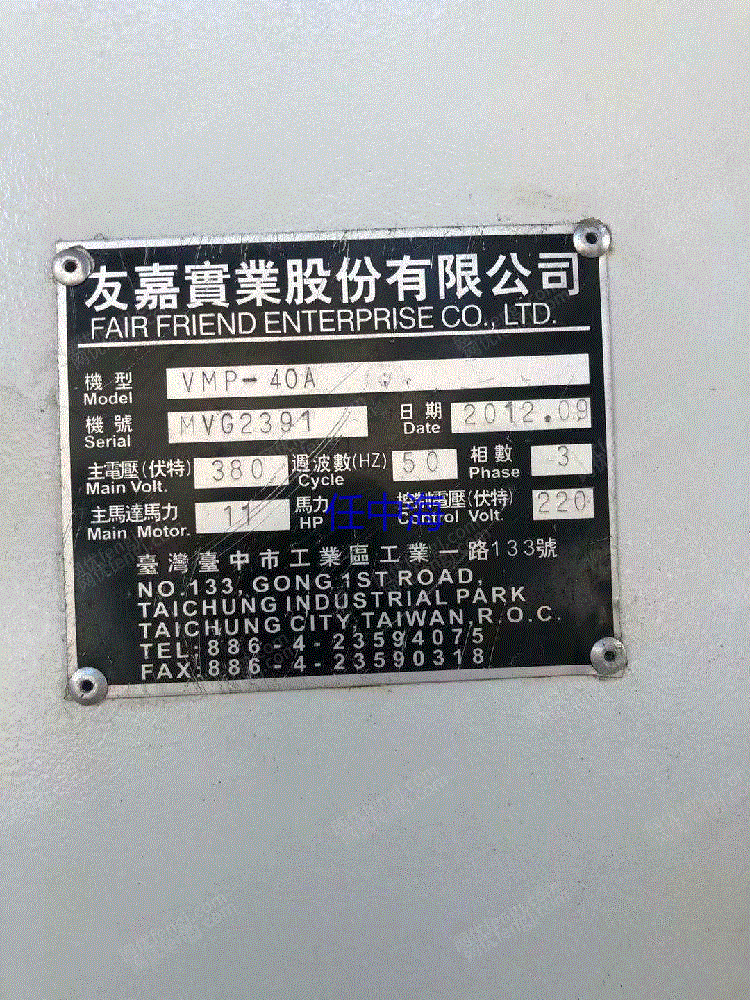 友嘉實業股份有限公司
FAIR FRIEND ENTERPRISE CO., LTD.
機型 Model VMP-40A
機號 Serial MVG2391 日期 Date 2012.09
主電壓(伏特) Main Volt. 380 週波數(HZ) Cycle 50 相數 Phase 3
主馬達馬力 Main Motor. 11 馬力 HP 任中海 電壓(伏特) Control Volt. 220
臺灣臺中市工業區工業一路133號
NO.133, GONG 1ST ROAD,
TAICHUNG INDUSTRIAL PARK
TAICHUNG CITY, TAIWAN, R.O.C.
TEL:886-4-23594075
FAX:886-4-23590318